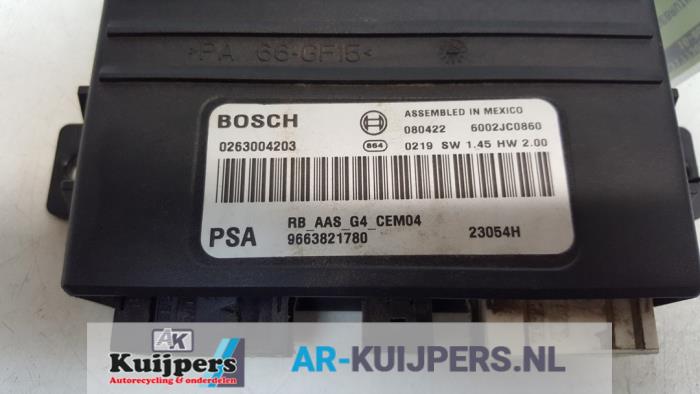 >PA 66-GF15<
BOSCH
ASSEMBLED IN MEXICO
080422 6002JC0860
0263004203
864 0219 SW 1.45 HW 2.00
RB_AAS_G4_CEM04
PSA 9663821780 23054H
AK
Kuijpers
Autorecycling & onderdelen
AR-KUIJPERS.NL